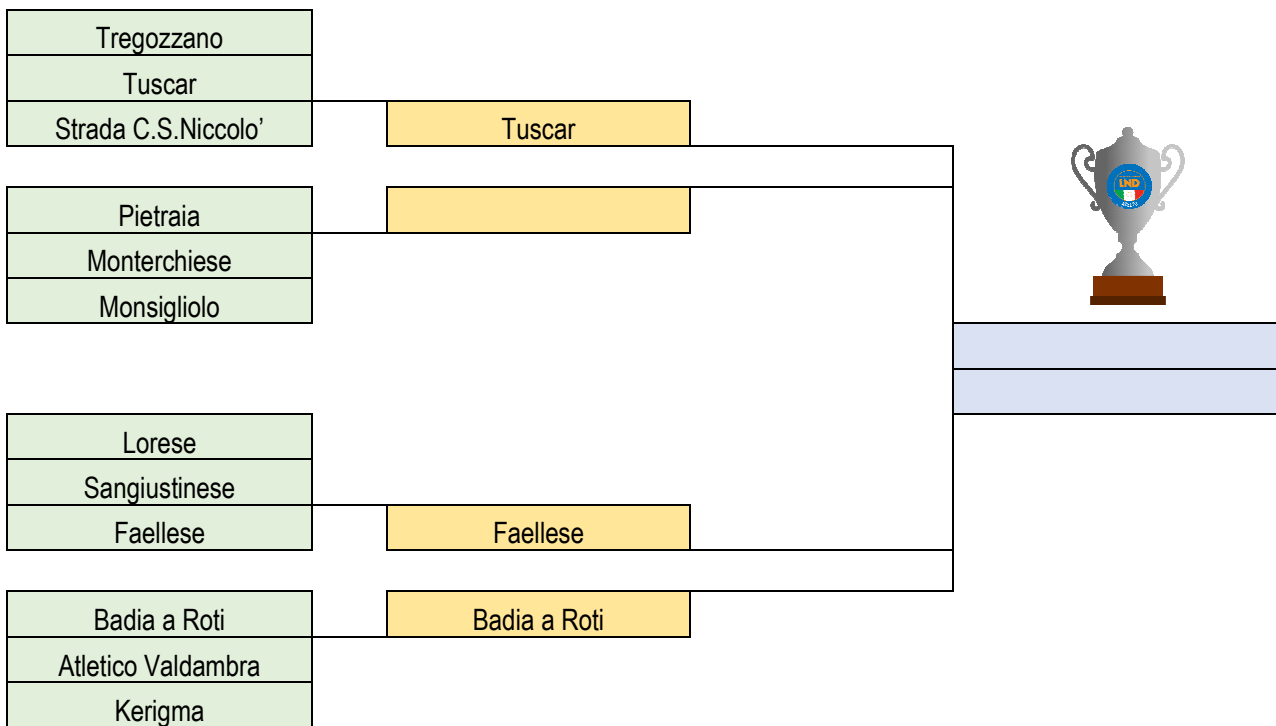 Tregozzano
Tuscar
Strada C.S.Niccolo’
Tuscar
Pietraia
Monterchiese
Monsigliolo
Lorese
Sangiustinese
Faellese
Faellese
Badia a Roti
Atletico Valdambra
Kerigma
Badia a Roti
LND